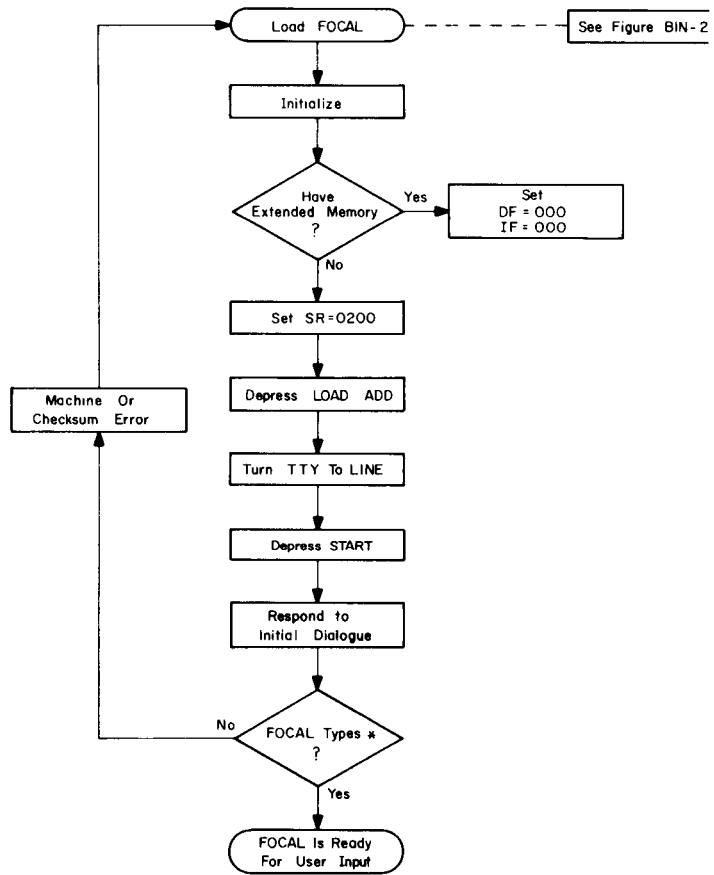 Load FOCAL
See Figure BIN-2
Initialize
Have
Extended Memory
?
Yes
Set
DF = 000
IF = 000
No
Set SR=0200
Machine Or
Checksum Error
Depress LOAD ADD
Turn TTY To LINE
Depress START
Respond to
Initial Dialogue
No
FOCAL Types *
?
Yes
FOCAL Is Ready
For User Input